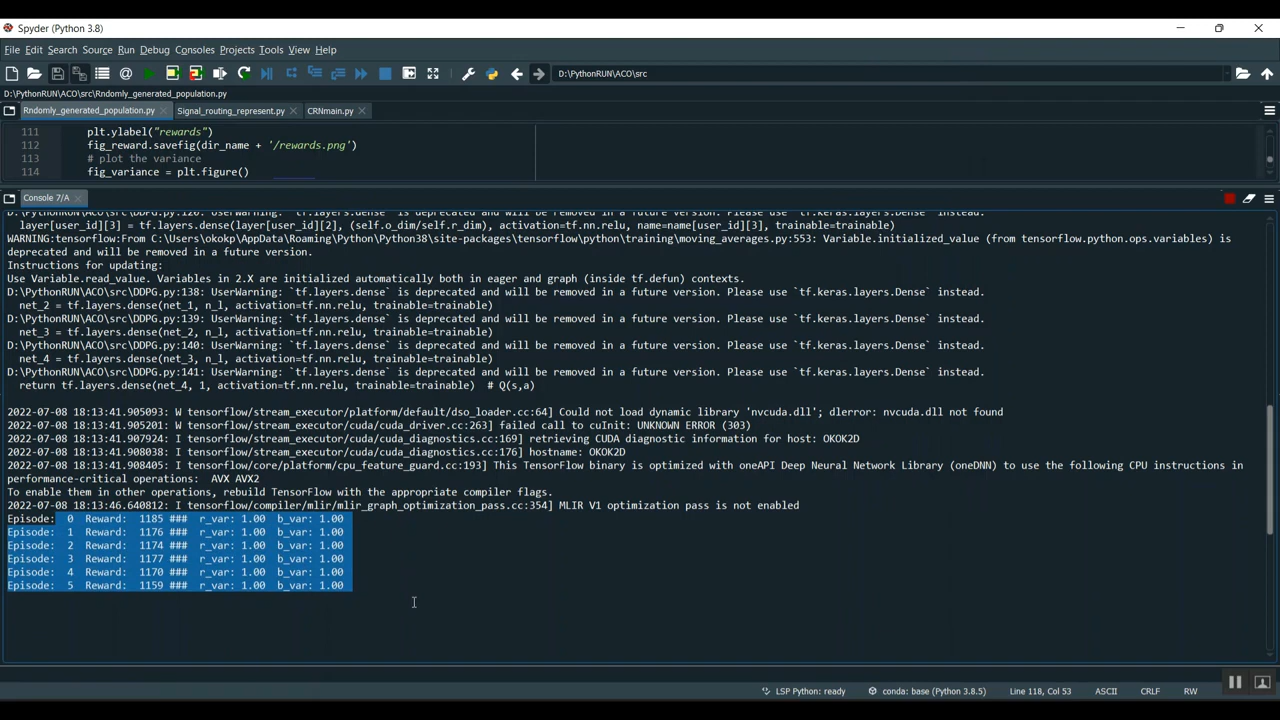 Spyder (Python 3.8)
File Edit Search Source Run Debug Consoles Projects Tools View Help
D:\PythonRUN\ACO\src
D:\PythonRUN\ACO\src\Rndomly_generated_population.py
Rndomly_generated_population.py Signal_routing_represent.py CRNmain.py
111 plt.ylabel("rewards")
112 fig_reward.savefig(dir_name + '/rewards.png')
113 # plot the variance
114 fig_variance = plt.figure()
Console 7/A
D:\PythonRUN\ACO\src\DDPG.py:120: UserWarning: `tf.layers.dense` is deprecated and will be removed in a future version. Please use `tf.keras.layers.Dense` instead.
layer[user_id][3] = tf.layers.dense(layer[user_id][2], (self.o_dim/self.r_dim), activation=tf.nn.relu, name=name[user_id][3], trainable=trainable)
WARNING:tensorflow:From C:\Users\okokp\AppData\Roaming\Python\Python38\site-packages\tensorflow\python\training\moving_averages.py:553: Variable.initialized_value (from tensorflow.python.ops.variables) is
deprecated and will be removed in a future version.
Instructions for updating:
Use Variable.read_value. Variables in 2.X are initialized automatically both in eager and graph (inside tf.defun) contexts.
D:\PythonRUN\ACO\src\DDPG.py:138: UserWarning: `tf.layers.dense` is deprecated and will be removed in a future version. Please use `tf.keras.layers.Dense` instead.
net_2 = tf.layers.dense(net_1, n_l, activation=tf.nn.relu, trainable=trainable)
D:\PythonRUN\ACO\src\DDPG.py:139: UserWarning: `tf.layers.dense` is deprecated and will be removed in a future version. Please use `tf.keras.layers.Dense` instead.
net_3 = tf.layers.dense(net_2, n_l, activation=tf.nn.relu, trainable=trainable)
D:\PythonRUN\ACO\src\DDPG.py:140: UserWarning: `tf.layers.dense` is deprecated and will be removed in a future version. Please use `tf.keras.layers.Dense` instead.
net_4 = tf.layers.dense(net_3, n_l, activation=tf.nn.relu, trainable=trainable)
D:\PythonRUN\ACO\src\DDPG.py:141: UserWarning: `tf.layers.dense` is deprecated and will be removed in a future version. Please use `tf.keras.layers.Dense` instead.
return tf.layers.dense(net_4, 1, activation=tf.nn.relu, trainable=trainable) # Q(s,a)
2022-07-08 18:13:41.905093: W tensorflow/stream_executor/platform/default/dso_loader.cc:64] Could not load dynamic library 'nvcuda.dll'; dlerror: nvcuda.dll not found
2022-07-08 18:13:41.905201: W tensorflow/stream_executor/cuda/cuda_driver.cc:263] failed call to cuInit: UNKNOWN ERROR (303)
2022-07-08 18:13:41.907924: I tensorflow/stream_executor/cuda/cuda_diagnostics.cc:169] retrieving CUDA diagnostic information for host: OKOK2D
2022-07-08 18:13:41.908038: I tensorflow/stream_executor/cuda/cuda_diagnostics.cc:176] hostname: OKOK2D
2022-07-08 18:13:41.908405: I tensorflow/core/platform/cpu_feature_guard.cc:193] This TensorFlow binary is optimized with oneAPI Deep Neural Network Library (oneDNN) to use the following CPU instructions in
performance-critical operations: AVX AVX2
To enable them in other operations, rebuild TensorFlow with the appropriate compiler flags.
2022-07-08 18:13:46.640812: I tensorflow/compiler/mlir/mlir_graph_optimization_pass.cc:354] MLIR V1 optimization pass is not enabled
Episode: 0 Reward: 1185 ### r_var: 1.00 b_var: 1.00
Episode: 1 Reward: 1176 ### r_var: 1.00 b_var: 1.00
Episode: 2 Reward: 1174 ### r_var: 1.00 b_var: 1.00
Episode: 3 Reward: 1177 ### r_var: 1.00 b_var: 1.00
Episode: 4 Reward: 1170 ### r_var: 1.00 b_var: 1.00
Episode: 5 Reward: 1159 ### r_var: 1.00 b_var: 1.00
LSP Python: ready conda: base (Python 3.8.5) Line 118, Col 53 ASCII CRLF RW